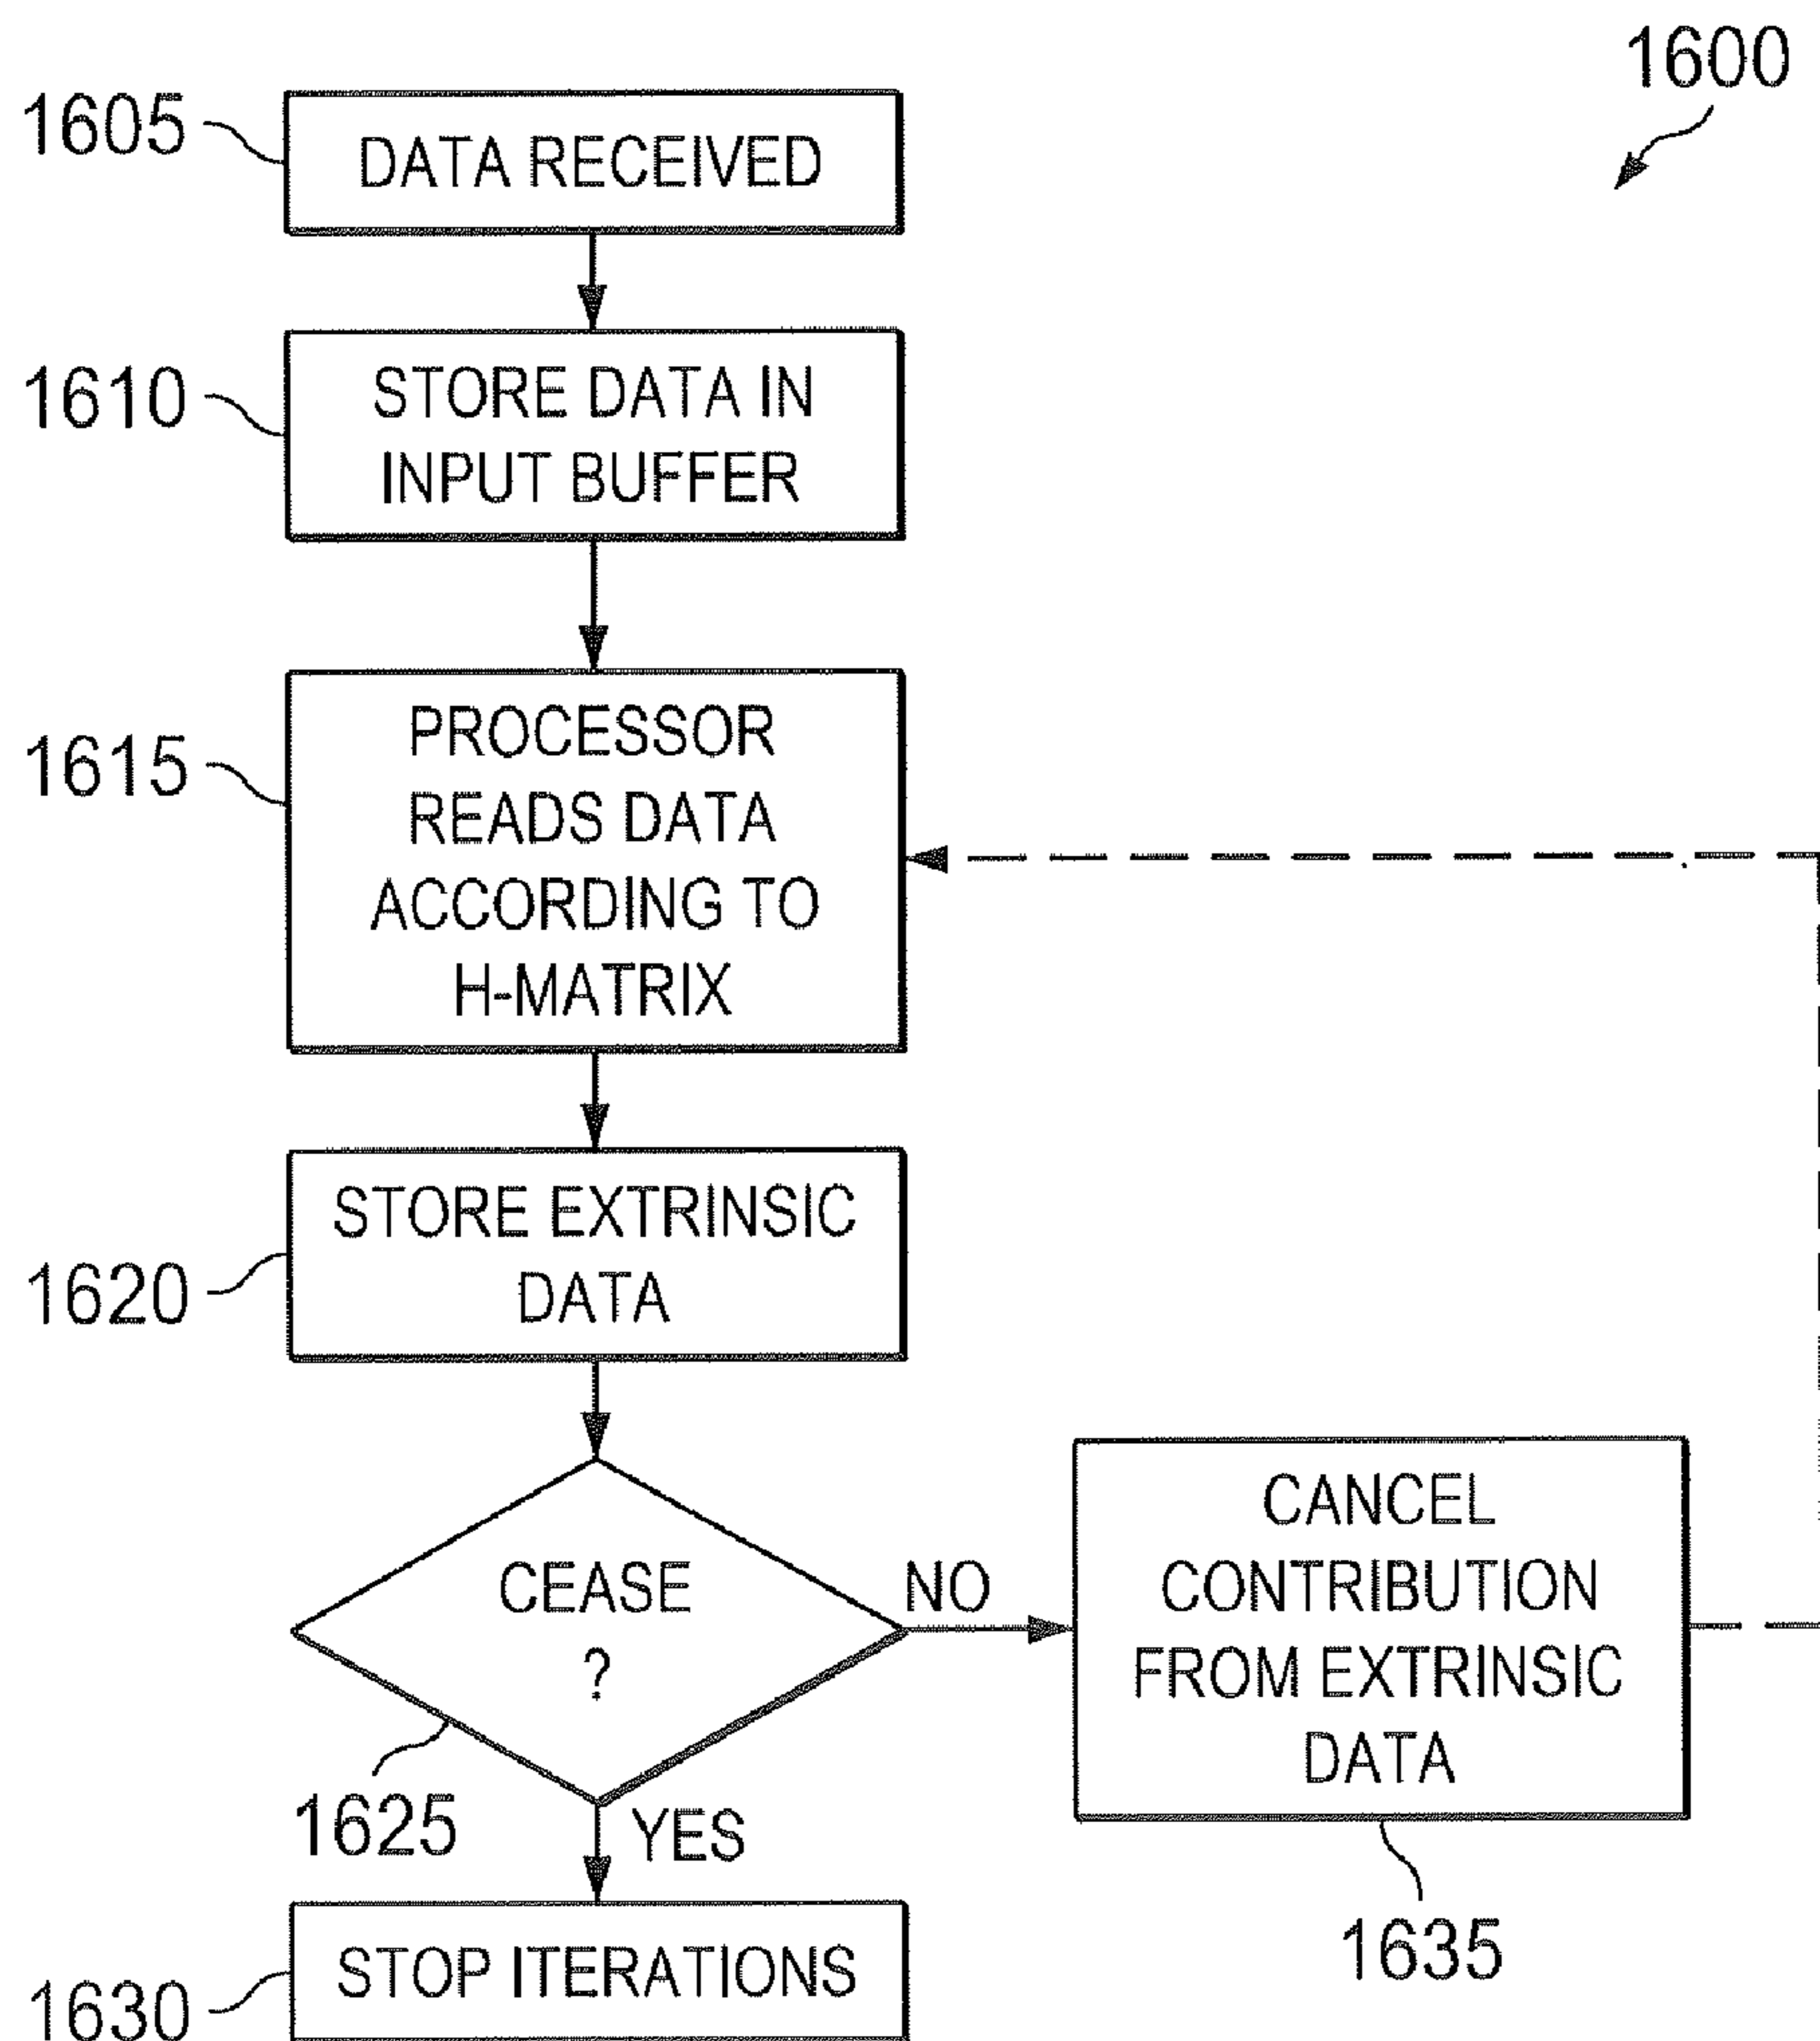 1600
1605
DATA RECEIVED
1610
STORE DATA IN
INPUT BUFFER
1615
PROCESSOR
READS DATA
ACCORDING TO
H-MATRIX
1620
STORE EXTRINSIC
DATA
CEASE
?
1625
NO
YES
CANCEL
CONTRIBUTION
FROM EXTRINSIC
DATA
1635
1630
STOP ITERATIONS